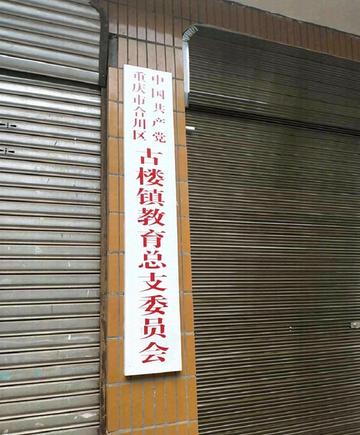 中国共产党
重庆市合川区
古楼镇教育总支委员会